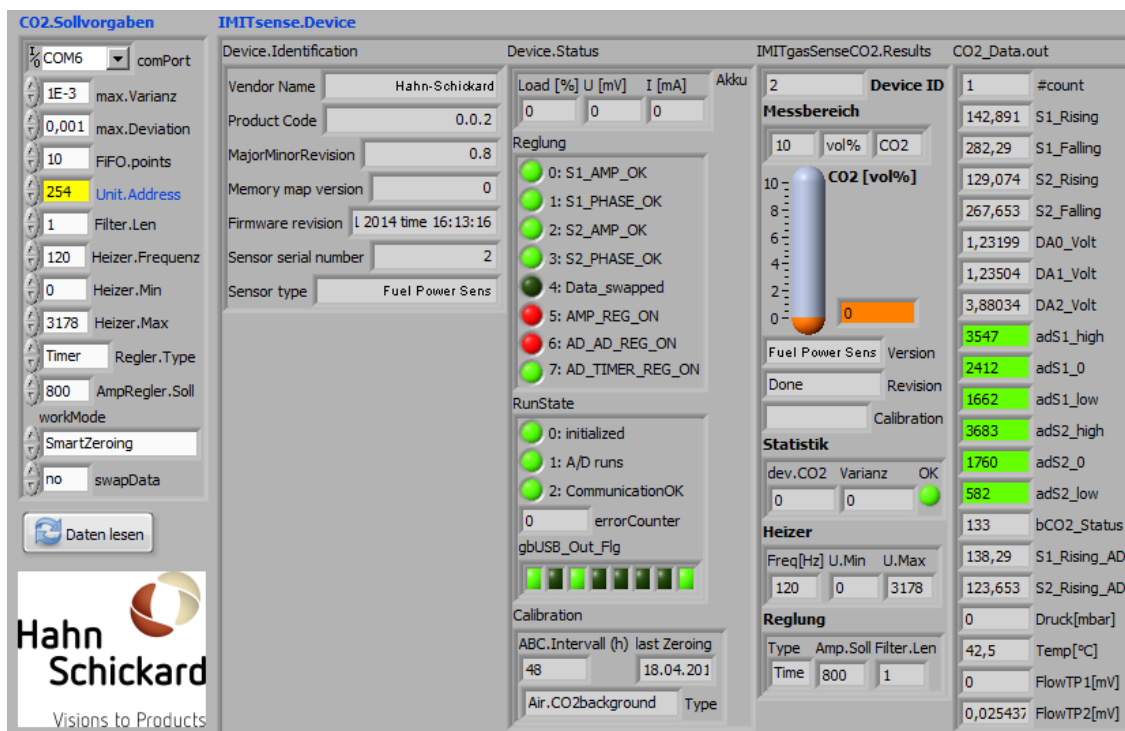 CO2.Sollvorgaben
COM6 comPort
1E-3 max.Varianz
0,001 max.Deviation
10 FiFO.points
254 Unit.Address
1 Filter.Len
120 Heizer.Frequenz
0 Heizer.Min
3178 Heizer.Max
Timer Regler.Type
800 AmpRegler.Soll
workMode
SmartZeroing
no swapData
Daten lesen
Hahn
Schickard
Visions to Products
IMITsense.Device
Device.Identification
Vendor Name Hahn-Schickard
Product Code 0.0.2
MajorMinorRevision 0.8
Memory map version 0
Firmware revision 2014 time 16:13:16
Sensor serial number 2
Sensor type Fuel Power Sens
Device.Status
Load [%] U [mV] I [mA] Akku
0 0 0
Reglung
0: S1_AMP_OK
1: S1_PHASE_OK
2: S2_AMP_OK
3: S2_PHASE_OK
4: Data_swapped
5: AMP_REG_ON
6: AD_AD_REG_ON
7: AD_TIMER_REG_ON
RunState
0: initialized
1: A/D runs
2: CommunicationOK
0 errorCounter
gbUSB_Out_Flg
Calibration
ABC.Intervall (h) last Zeroing
48 18.04.201
Air.CO2background Type
IMITgasSenseCO2.Results
2 Device ID
Messbereich
10 vol% CO2
CO2 [vol%]
10
8
6
4
2
0 0
Fuel Power Sens Version
Done Revision
Calibration
Statistik
dev.CO2 Varianz OK
0 0
Heizer
Freq[Hz] U.Min U.Max
120 0 3178
Reglung
Type Amp.Soll Filter.Len
Time 800 1
CO2_Data.out
1 #count
142,891 S1_Rising
282,29 S1_Falling
129,074 S2_Rising
267,653 S2_Falling
1,23199 DA0_Volt
1,23504 DA1_Volt
3,88034 DA2_Volt
3547 adS1_high
2412 adS1_0
1662 adS1_low
3683 adS2_high
1760 adS2_0
582 adS2_low
133 bCO2_Status
138,29 S1_Rising_AD
123,653 S2_Rising_AD
0 Druck[mbar]
42,5 Temp[°C]
0 FlowTP1[mV]
0,025437 FlowTP2[mV]